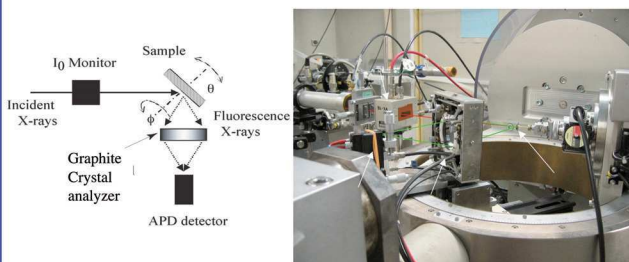 Sample
I0 Monitor
θ
Incident
X-rays
ϕ
Fluorescence
X-rays
Graphite
Crystal
analyzer
APD detector